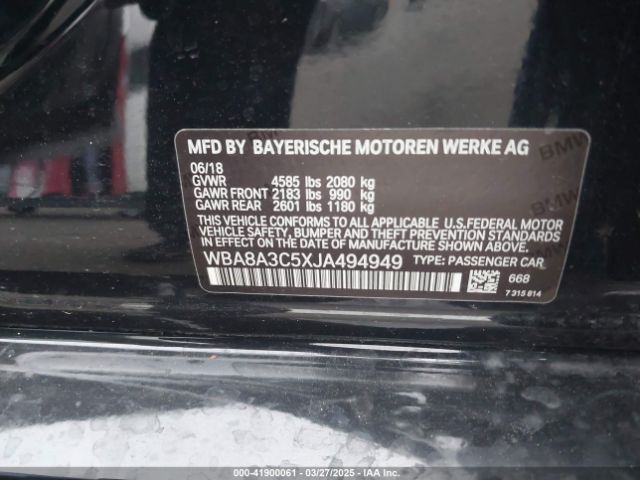 MFD BY BAYERISCHE MOTOREN WERKE AG
06/18
GVWR 4585 lbs 2080 kg
GAWR FRONT 2183 lbs 990 kg
GAWR REAR 2601 lbs 1180 kg
THIS VEHICLE CONFORMS TO ALL APPLICABLE U.S.FEDERAL MOTOR
VEHICLE SAFETY, BUMPER, AND THEFT PREVENTION STANDARDS
IN EFFECT ON THE DATE OF MANUFACTURE SHOWN ABOVE.
WBA8A3C5XJA494949 TYPE: PASSENGER CAR
668
7 315 814
BMW
000-41900061 | 03/27/2025 | IAA Inc.